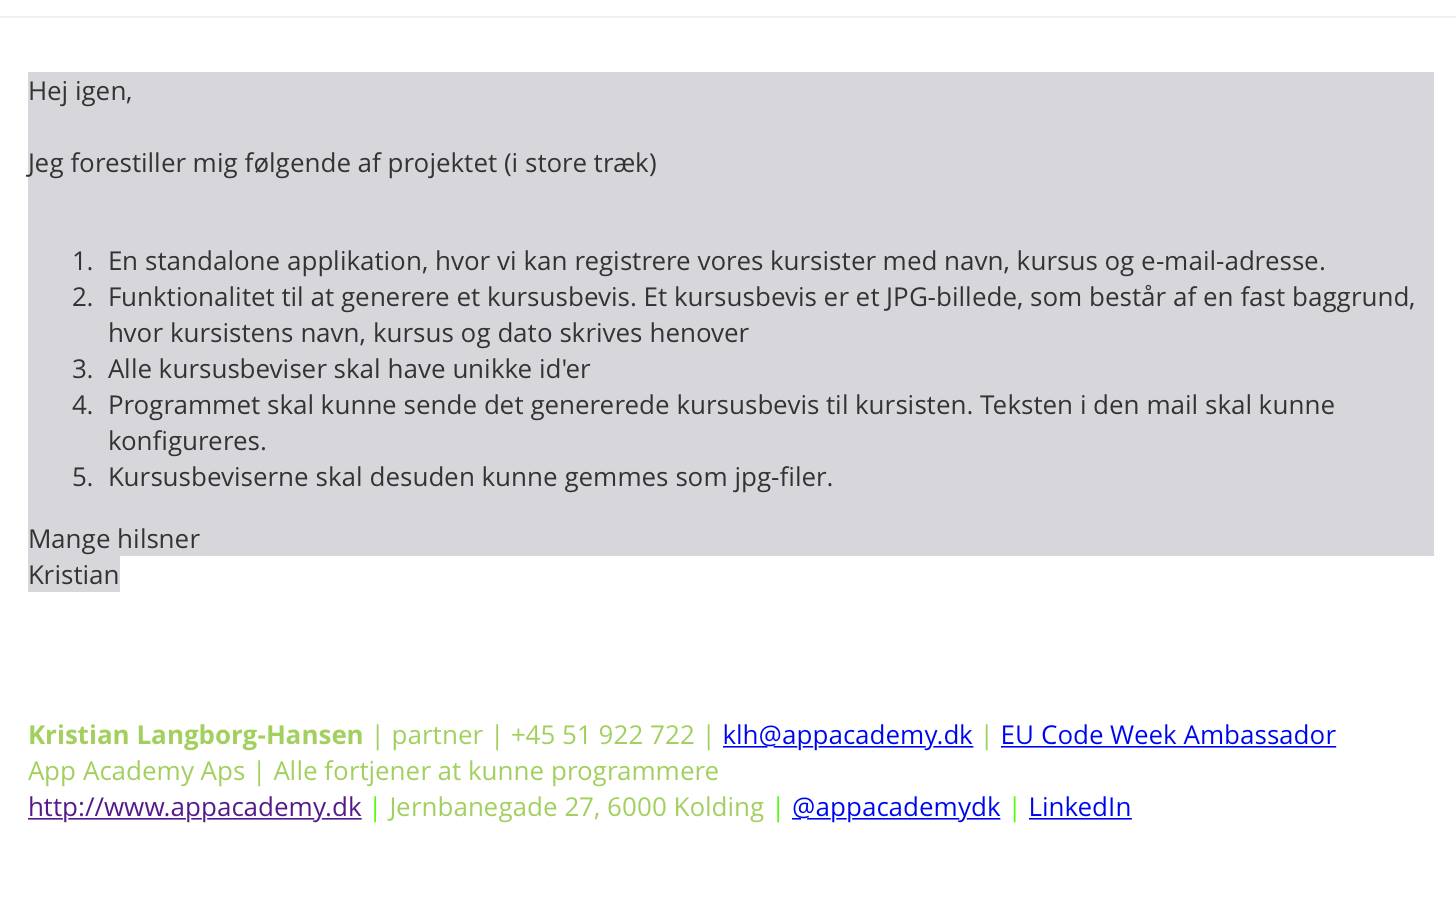 Hej igen,
Jeg forestiller mig følgende af projektet (i store træk)
1. En standalone applikation, hvor vi kan registrere vores kursister med navn, kursus og e-mail-adresse.
2. Funktionalitet til at generere et kursusbevis. Et kursusbevis er et JPG-billede, som består af en fast baggrund,
hvor kursistens navn, kursus og dato skrives henover
3. Alle kursusbeviser skal have unikke id'er
4. Programmet skal kunne sende det genererede kursusbevis til kursisten. Teksten i den mail skal kunne
konfigureres.
5. Kursusbeviserne skal desuden kunne gemmes som jpg-filer.
Mange hilsner
Kristian
Kristian Langborg-Hansen | partner | +45 51 922 722 | klh@appacademy.dk | EU Code Week Ambassador
App Academy Aps | Alle fortjener at kunne programmere
http://www.appacademy.dk | Jernbanegade 27, 6000 Kolding | @appacademydk | LinkedIn